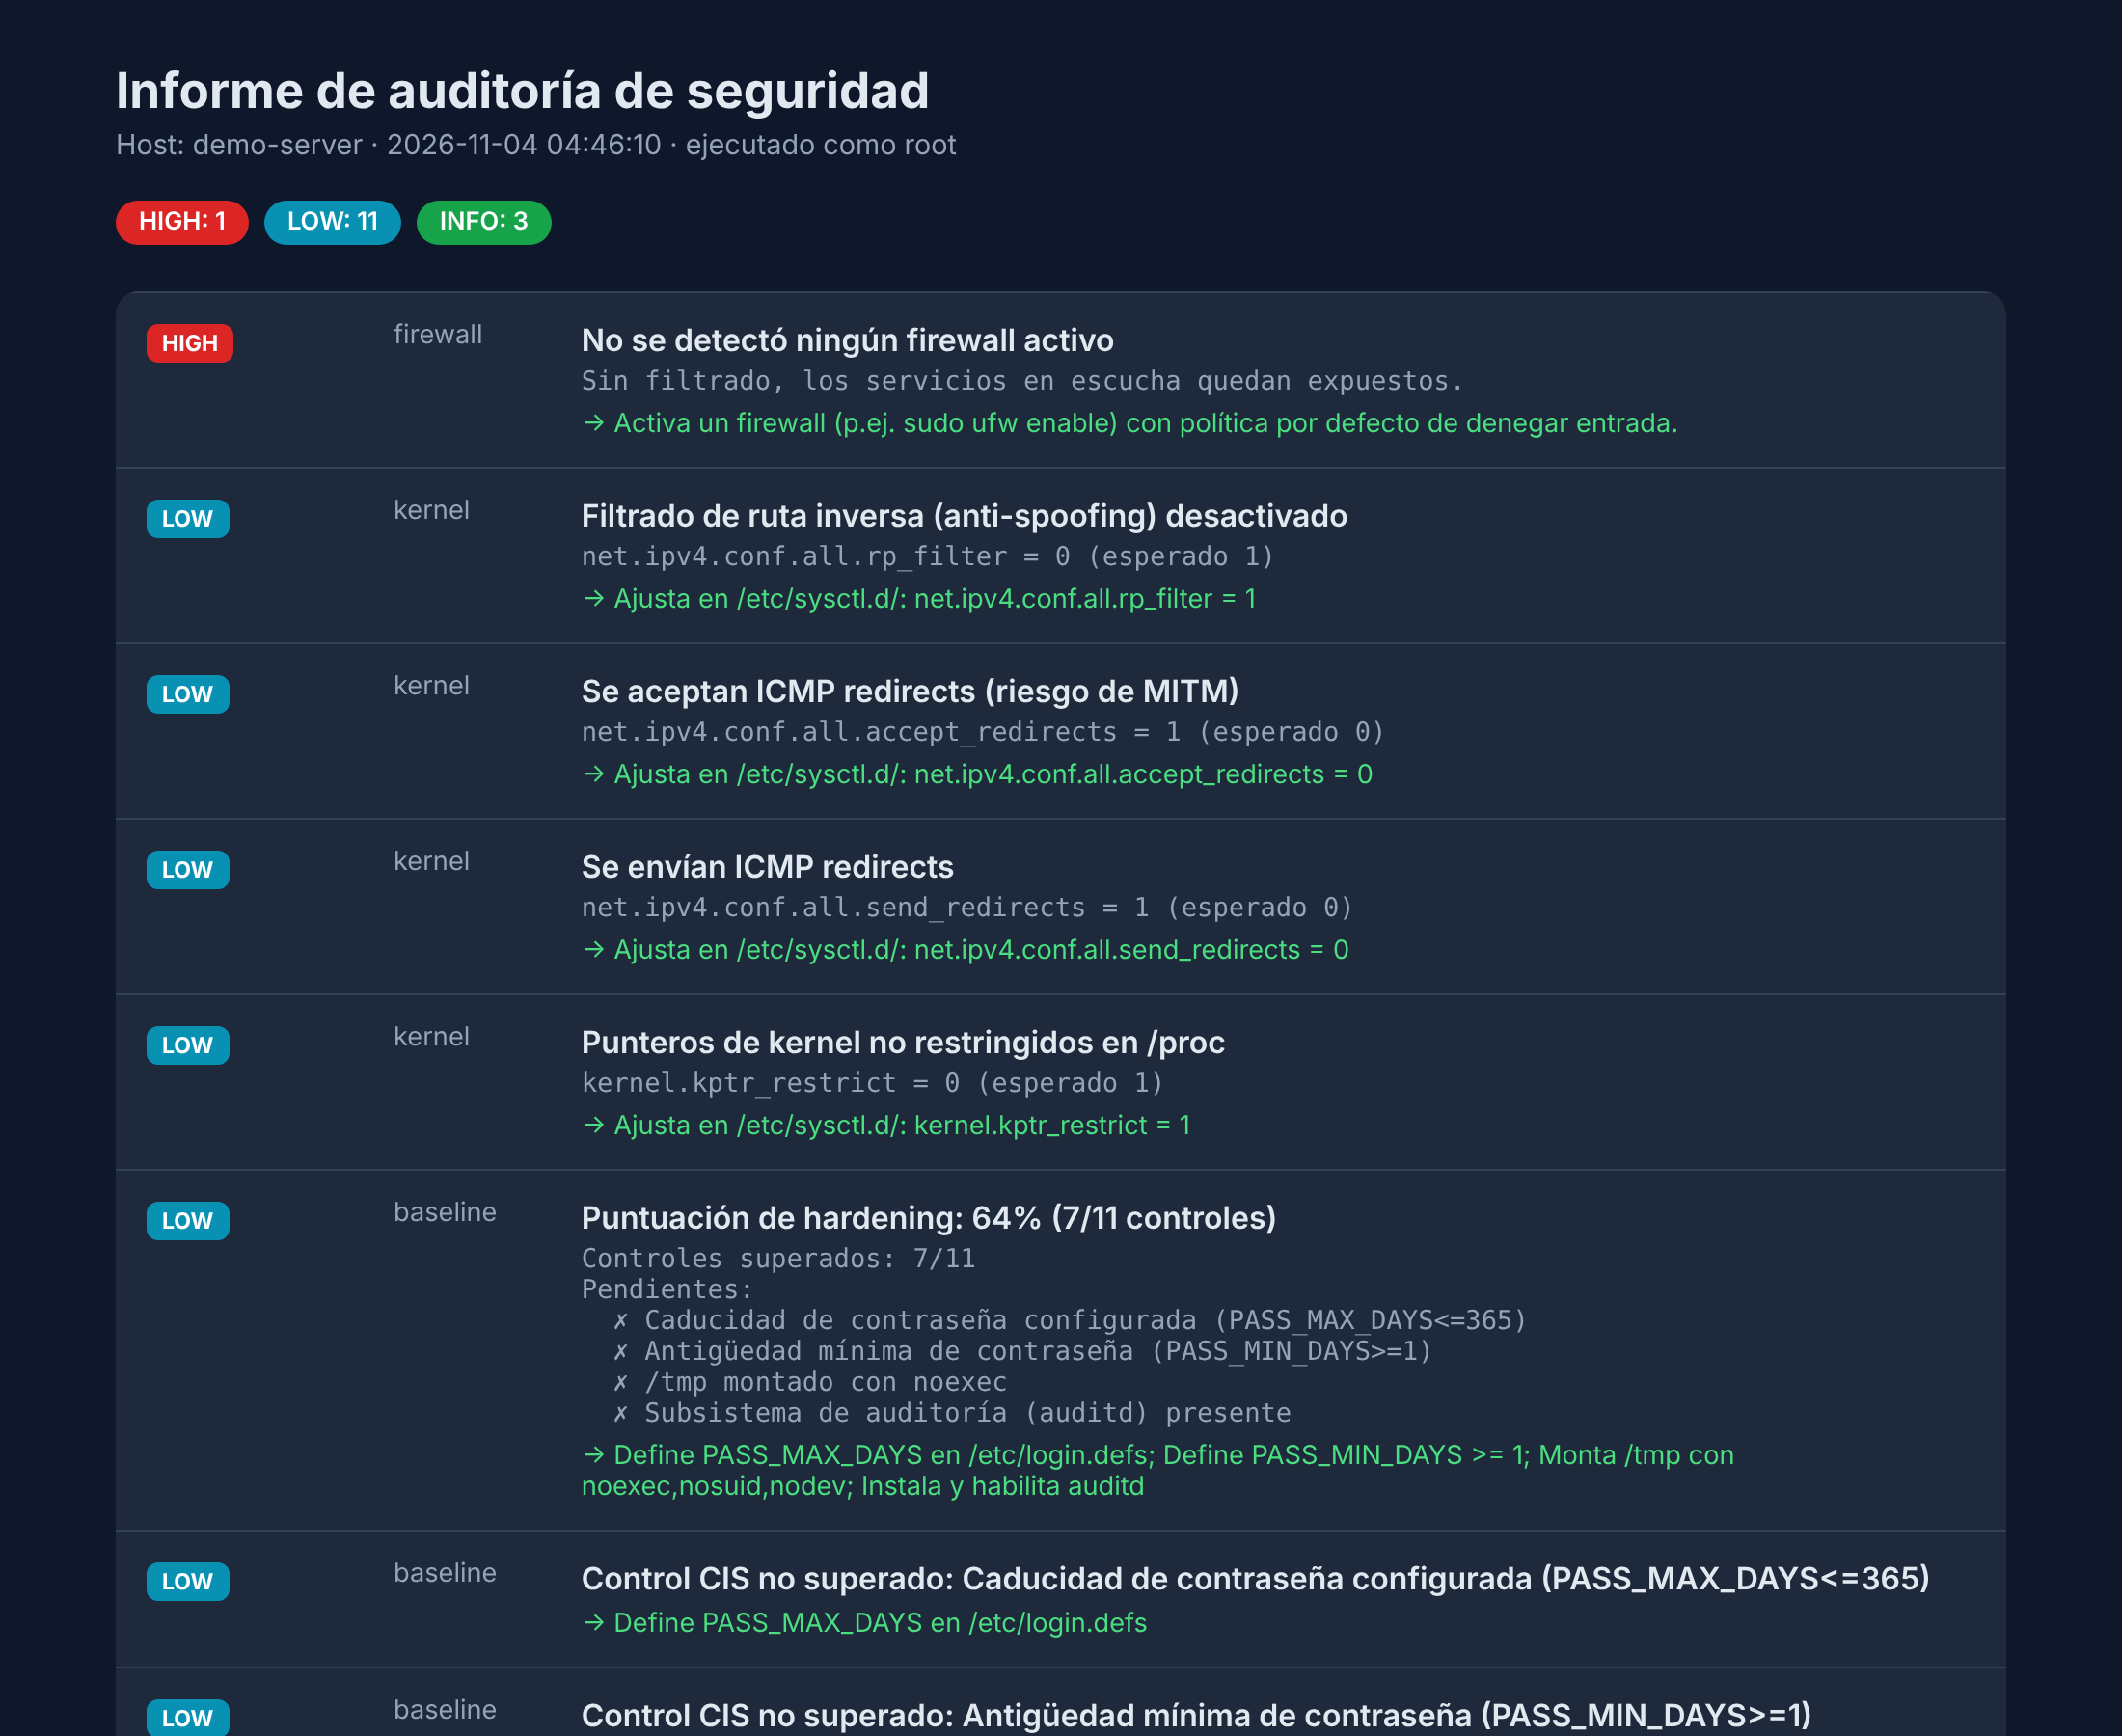 Informe de auditoría de seguridad
Host: demo-server · 2026-11-04 04:46:10 · ejecutado como root
HIGH: 1 LOW: 11 INFO: 3
HIGH firewall No se detectó ningún firewall activo
Sin filtrado, los servicios en escucha quedan expuestos.
→ Activa un firewall (p.ej. sudo ufw enable) con política por defecto de denegar entrada.
LOW kernel Filtrado de ruta inversa (anti-spoofing) desactivado
net.ipv4.conf.all.rp_filter = 0 (esperado 1)
→ Ajusta en /etc/sysctl.d/: net.ipv4.conf.all.rp_filter = 1
LOW kernel Se aceptan ICMP redirects (riesgo de MITM)
net.ipv4.conf.all.accept_redirects = 1 (esperado 0)
→ Ajusta en /etc/sysctl.d/: net.ipv4.conf.all.accept_redirects = 0
LOW kernel Se envían ICMP redirects
net.ipv4.conf.all.send_redirects = 1 (esperado 0)
→ Ajusta en /etc/sysctl.d/: net.ipv4.conf.all.send_redirects = 0
LOW kernel Punteros de kernel no restringidos en /proc
kernel.kptr_restrict = 0 (esperado 1)
→ Ajusta en /etc/sysctl.d/: kernel.kptr_restrict = 1
LOW baseline Puntuación de hardening: 64% (7/11 controles)
Controles superados: 7/11
Pendientes:
✗ Caducidad de contraseña configurada (PASS_MAX_DAYS<=365)
✗ Antigüedad mínima de contraseña (PASS_MIN_DAYS>=1)
✗ /tmp montado con noexec
✗ Subsistema de auditoría (auditd) presente
→ Define PASS_MAX_DAYS en /etc/login.defs; Define PASS_MIN_DAYS >= 1; Monta /tmp con
noexec,nosuid,nodev; Instala y habilita auditd
LOW baseline Control CIS no superado: Caducidad de contraseña configurada (PASS_MAX_DAYS<=365)
→ Define PASS_MAX_DAYS en /etc/login.defs
LOW baseline Control CIS no superado: Antigüedad mínima de contraseña (PASS_MIN_DAYS>=1)